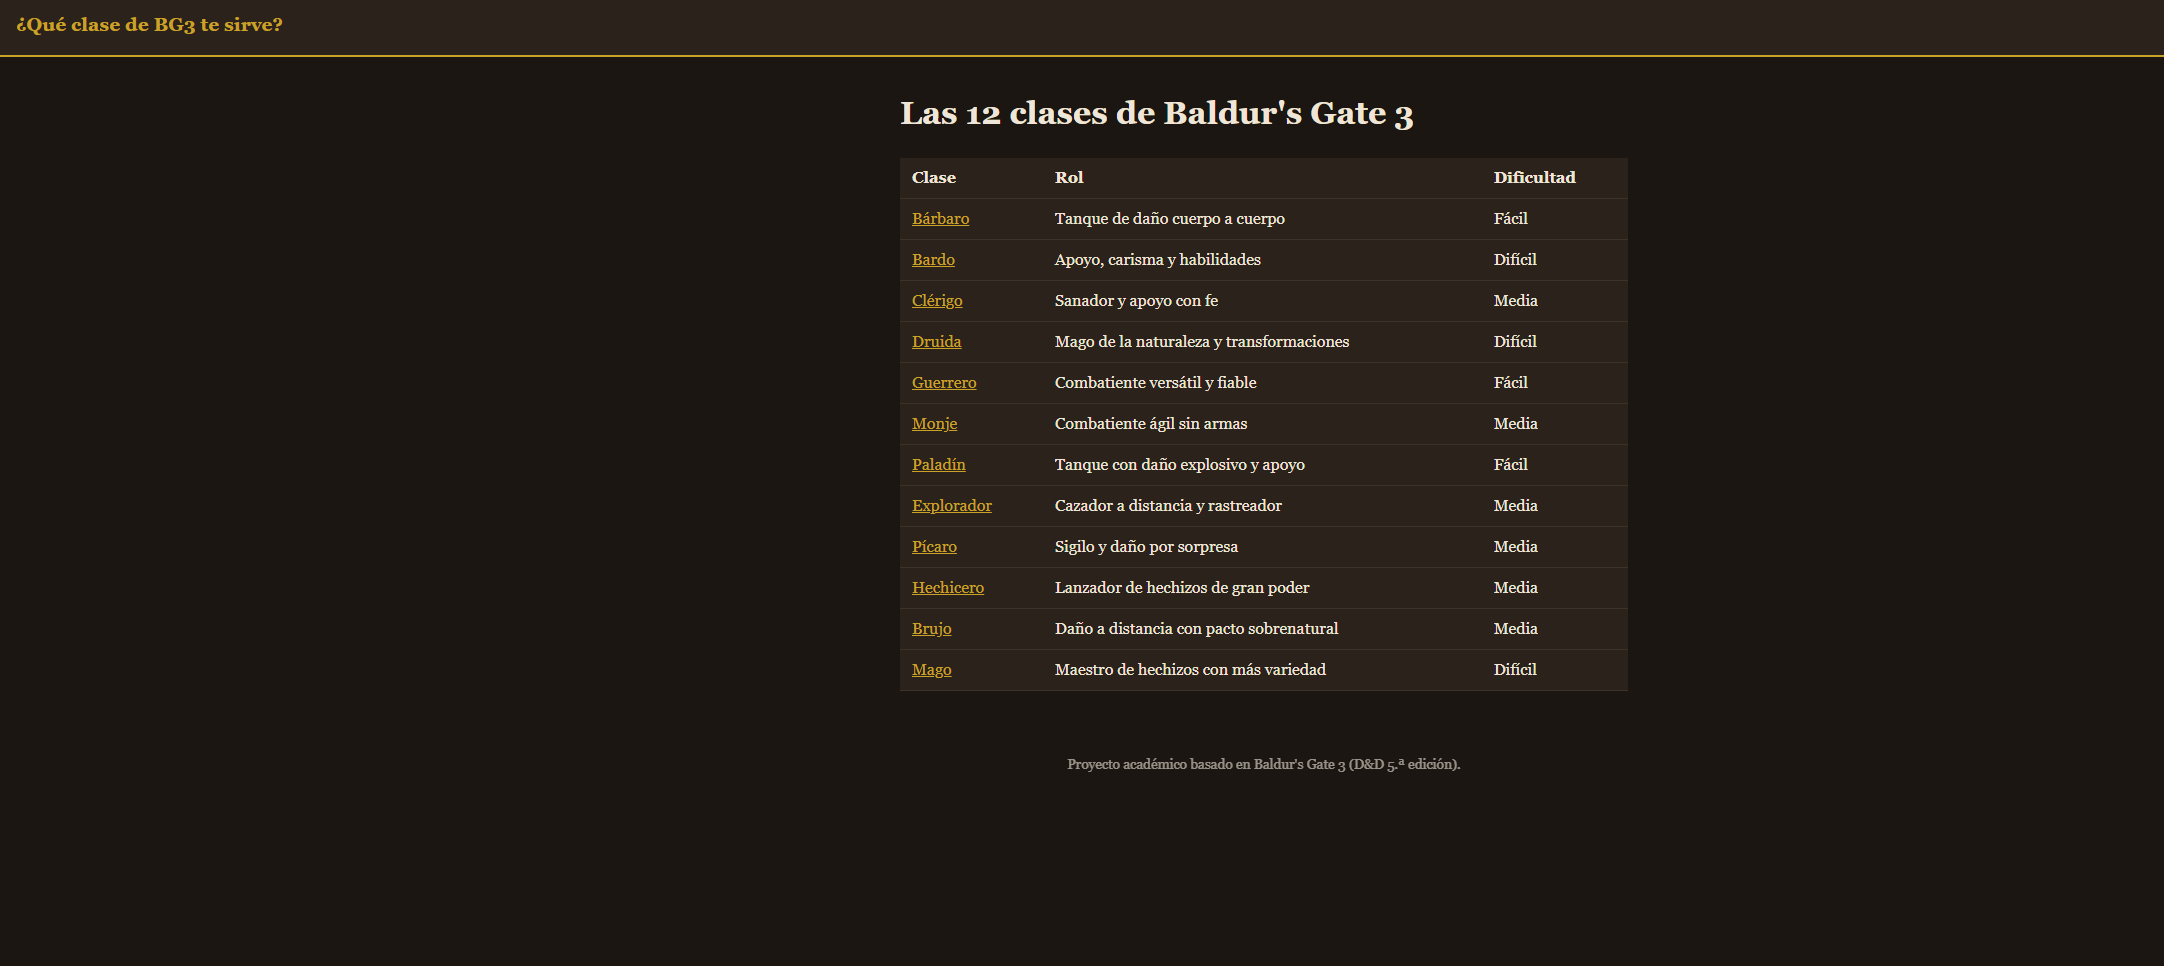 ¿Qué clase de BG3 te sirve?
Las 12 clases de Baldur's Gate 3
Clase Rol Dificultad
Bárbaro Tanque de daño cuerpo a cuerpo Fácil
Bardo Apoyo, carisma y habilidades Difícil
Clérigo Sanador y apoyo con fe Media
Druida Mago de la naturaleza y transformaciones Difícil
Guerrero Combatiente versátil y fiable Fácil
Monje Combatiente ágil sin armas Media
Paladín Tanque con daño explosivo y apoyo Fácil
Explorador Cazador a distancia y rastreador Media
Pícaro Sigilo y daño por sorpresa Media
Hechicero Lanzador de hechizos de gran poder Media
Brujo Daño a distancia con pacto sobrenatural Media
Mago Maestro de hechizos con más variedad Difícil
Proyecto académico basado en Baldur's Gate 3 (D&D 5.ª edición).